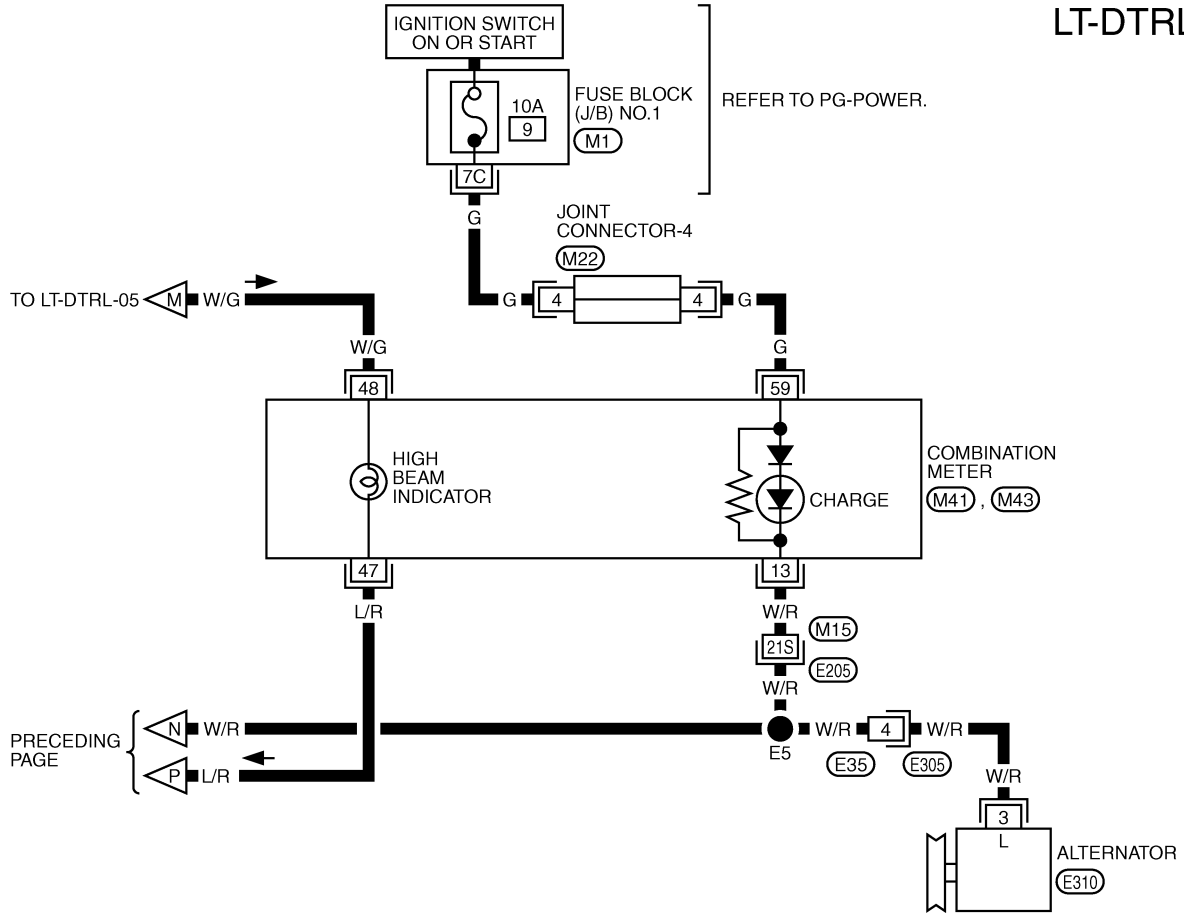 LT-DTRL
IGNITION SWITCH
ON OR START
10A
9
FUSE BLOCK
(J/B) NO.1
M1
REFER TO PG-POWER.
7C
G
JOINT
CONNECTOR-4
M22
TO LT-DTRL-05
M
W/G
G
4
4
G
W/G
G
48
59
HIGH
BEAM
INDICATOR
CHARGE
COMBINATION
METER
M41 , M43
47
13
L/R
W/R
M15
21S
E205
W/R
PRECEDING
PAGE
N
W/R
P
L/R
E5
W/R
4
W/R
E35
E305
W/R
3
L
ALTERNATOR
E310